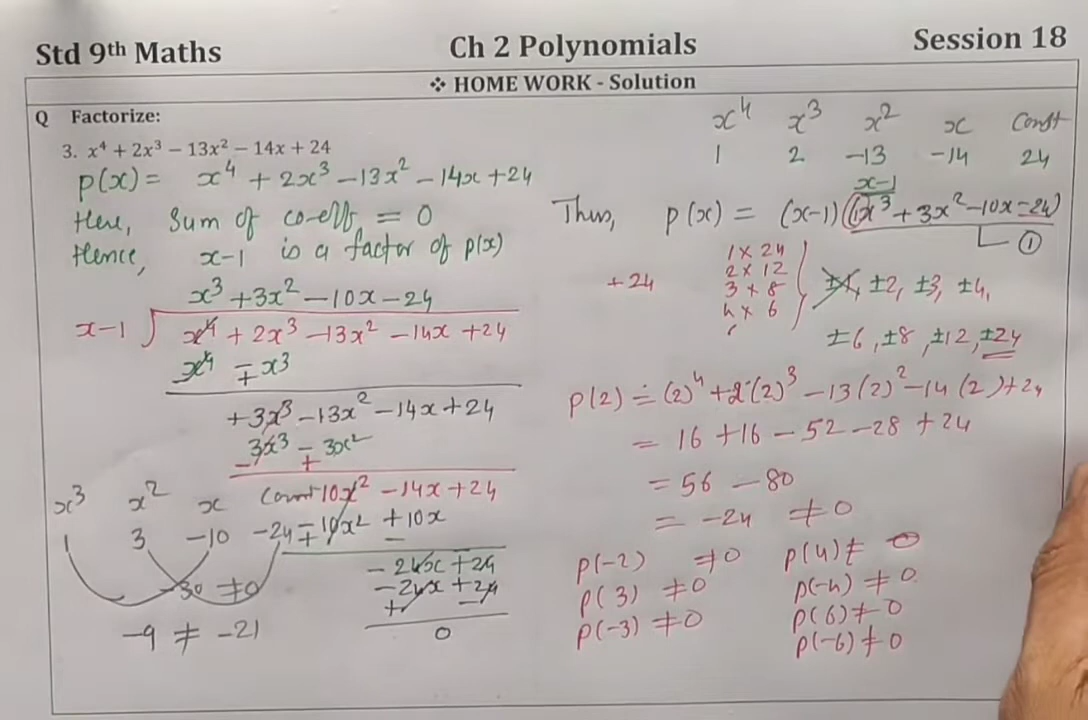 Std 9th Maths
Ch 2 Polynomials
Session 18
❖ HOME WORK - Solution
Q Factorize:
3. x⁴ + 2x³ − 13x² − 14x + 24
p(x) = x⁴ + 2x³ − 13x² − 14x + 24
Here, Sum of co-effs = 0
Hence, x-1 is a factor of p(x)
x³ + 3x² − 10x − 24
x-1 ) x⁴ + 2x³ − 13x² − 14x + 24
x⁴ ∓ x³
+3x³ − 13x² − 14x + 24
3x³ − 3x²
− +
10x² − 14x + 24
∓ 10x² + 10x
−
− 24x + 24
− 24x + 24
+ −
0
x³ x² x Const
1 3 −10 −24
−30 ≠ 0
−9 ≠ −21
x⁴ x³ x² x Const
1 2 −13 −14 24
x-1
Thus, p(x) = (x-1)(x³ + 3x² − 10x − 24)
①
+24
1 × 24
2 × 12
3 × 8
4 × 6
±1, ±2, ±3, ±4,
±6, ±8, ±12, ±24
p(2) = (2)⁴ + 2(2)³ − 13(2)² − 14(2) + 24
= 16 + 16 − 52 − 28 + 24
= 56 − 80
= −24 ≠ 0
p(-2) ≠ 0
p(3) ≠ 0
p(-3) ≠ 0
p(4) ≠ 0
p(-4) ≠ 0
p(6) ≠ 0
p(-6) ≠ 0